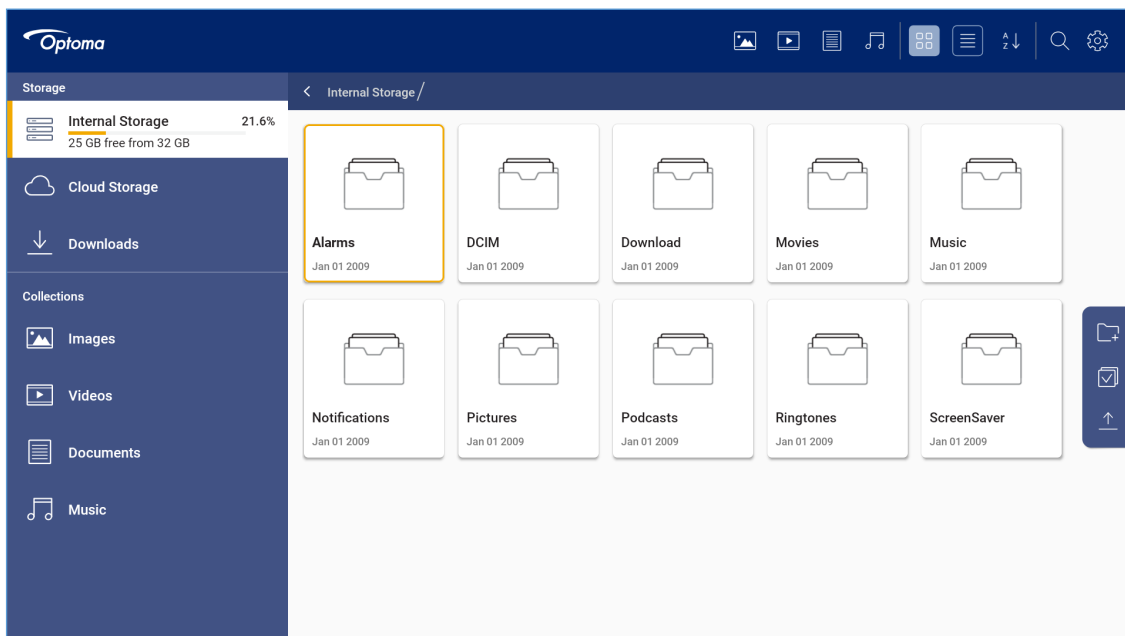 Optoma
A
Z
Storage
Internal Storage /
Internal Storage 21.6%
25 GB free from 32 GB
Cloud Storage
Downloads
Collections
Images
Videos
Documents
Music
Alarms
Jan 01 2009
DCIM
Jan 01 2009
Download
Jan 01 2009
Movies
Jan 01 2009
Music
Jan 01 2009
Notifications
Jan 01 2009
Pictures
Jan 01 2009
Podcasts
Jan 01 2009
Ringtones
Jan 01 2009
ScreenSaver
Jan 01 2009